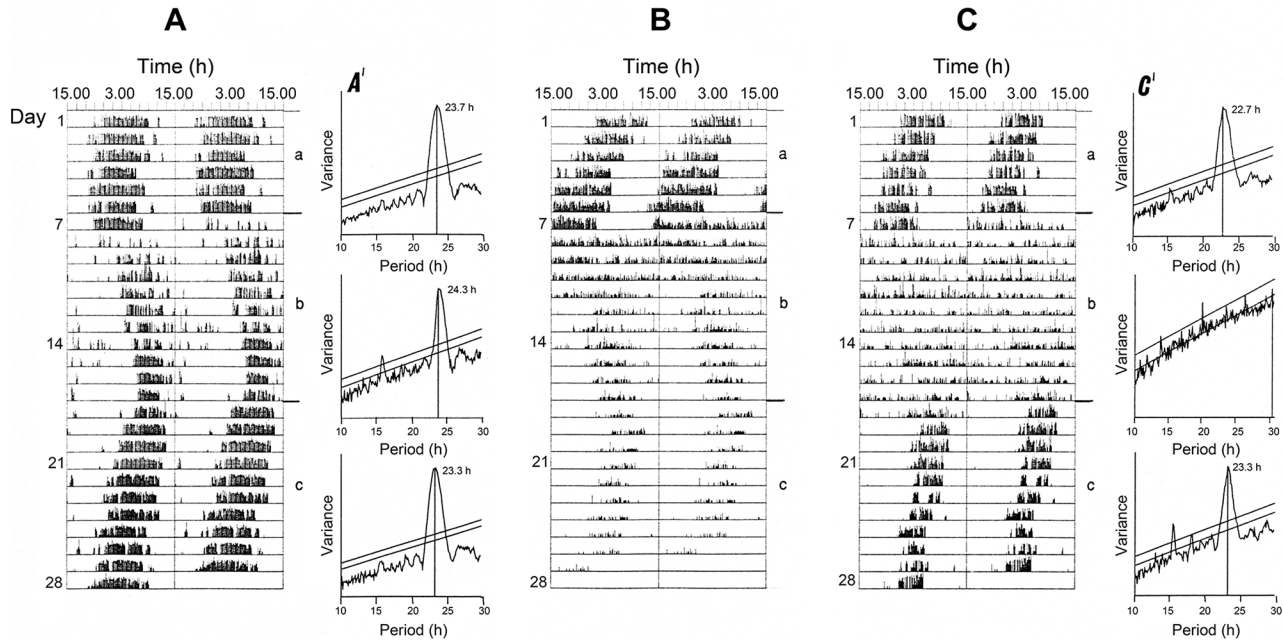 A
B
C
Time (h)
15.00 3.00 15.00 3.00 15.00
Day
1
7
14
21
28
a
b
c
A'
23.7 h
Variance
10 15 20 25 30
Period (h)
24.3 h
Variance
10 15 20 25 30
Period (h)
23.3 h
Variance
10 15 20 25 30
Period (h)
Time (h)
15.00 3.00 15.00 3.00 15.00
1
7
14
21
28
a
b
c
Time (h)
15.00 3.00 15.00 3.00 15.00
1
7
14
21
28
a
b
c
C'
22.7 h
Variance
10 15 20 25 30
Period (h)
Variance
10 15 20 25 30
Period (h)
23.3 h
Variance
10 15 20 25 30
Period (h)